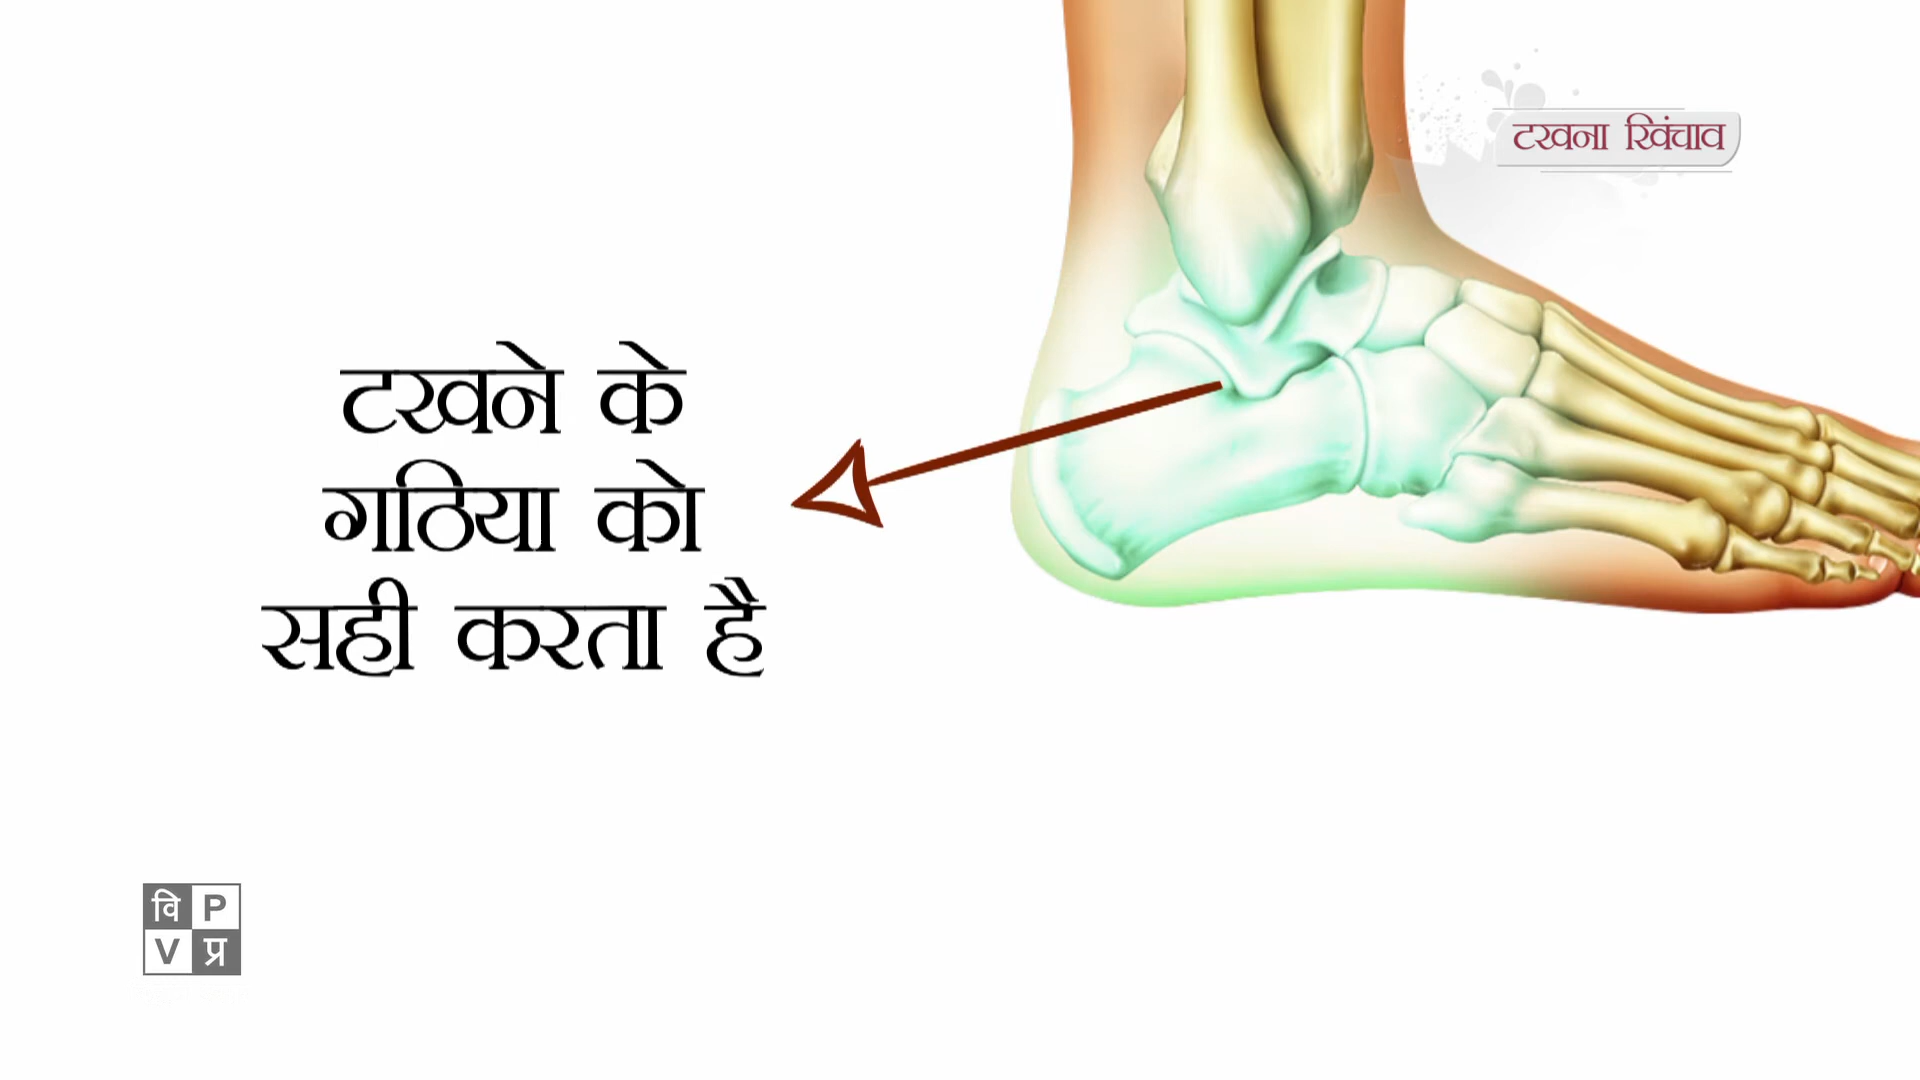 टखना खिंचाव
टखने के
गठिया को
सही करता है
वि P
V प्र